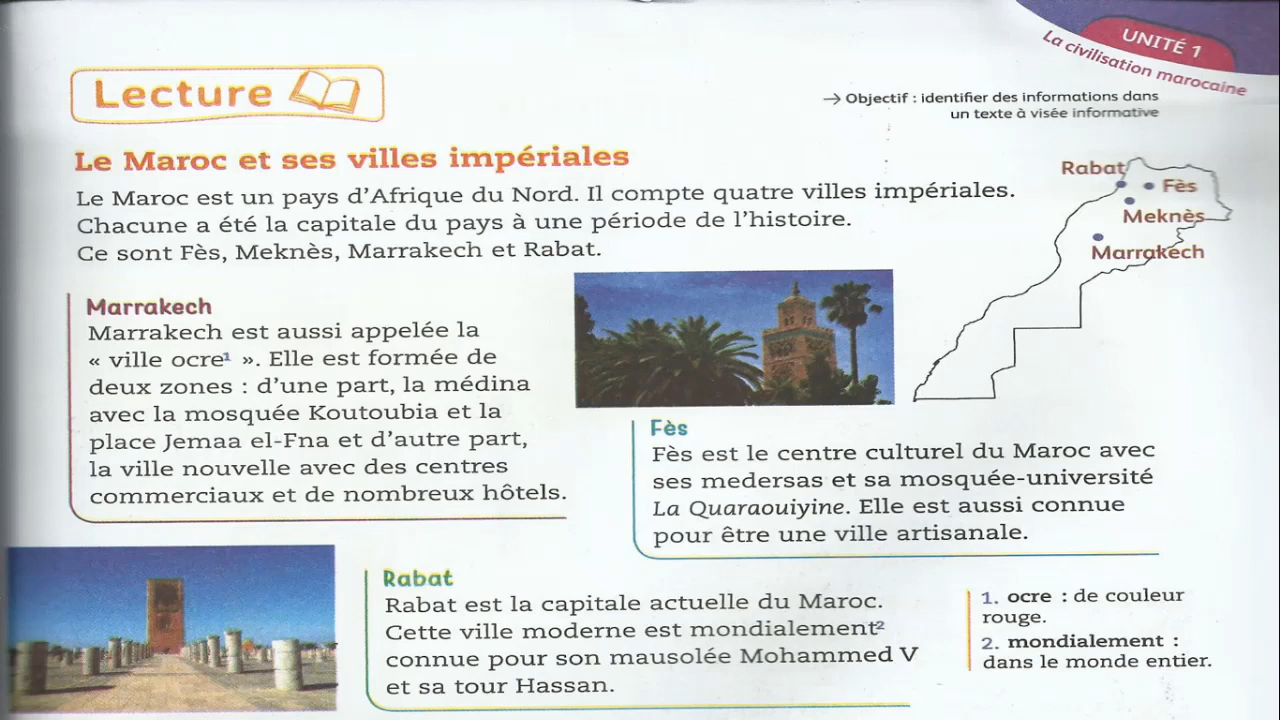 UNITÉ 1
La civilisation marocaine
Lecture
→ Objectif : identifier des informations dans
un texte à visée informative
Le Maroc et ses villes impériales
Le Maroc est un pays d'Afrique du Nord. Il compte quatre villes impériales.
Chacune a été la capitale du pays à une période de l'histoire.
Ce sont Fès, Meknès, Marrakech et Rabat.
Rabat
Fès
Meknès
Marrakech
Marrakech
Marrakech est aussi appelée la
« ville ocre¹ ». Elle est formée de
deux zones : d'une part, la médina
avec la mosquée Koutoubia et la
place Jemaa el-Fna et d'autre part,
la ville nouvelle avec des centres
commerciaux et de nombreux hôtels.
Fès
Fès est le centre culturel du Maroc avec
ses medersas et sa mosquée-université
La Quaraouiyine. Elle est aussi connue
pour être une ville artisanale.
Rabat
Rabat est la capitale actuelle du Maroc.
Cette ville moderne est mondialement²
connue pour son mausolée Mohammed V
et sa tour Hassan.
1. ocre : de couleur
rouge.
2. mondialement :
dans le monde entier.